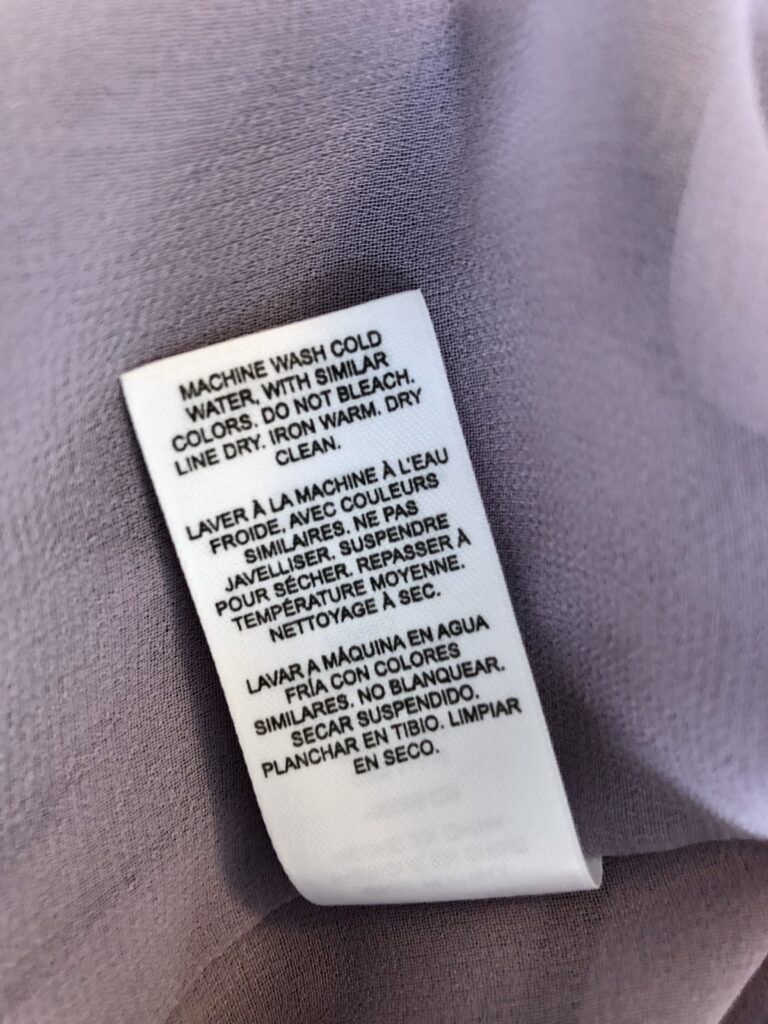 MACHINE WASH COLD
WATER, WITH SIMILAR
COLORS. DO NOT BLEACH.
LINE DRY. IRON WARM. DRY
CLEAN.
LAVER À LA MACHINE À L'EAU
FROIDE, AVEC COULEURS
SIMILAIRES. NE PAS
JAVELLISER. SUSPENDRE
POUR SÉCHER. REPASSER À
TEMPÉRATURE MOYENNE.
NETTOYAGE À SEC.
LAVAR A MÁQUINA EN AGUA
FRÍA CON COLORES
SIMILARES. NO BLANQUEAR.
SECAR SUSPENDIDO.
PLANCHAR EN TIBIO. LIMPIAR
EN SECO.